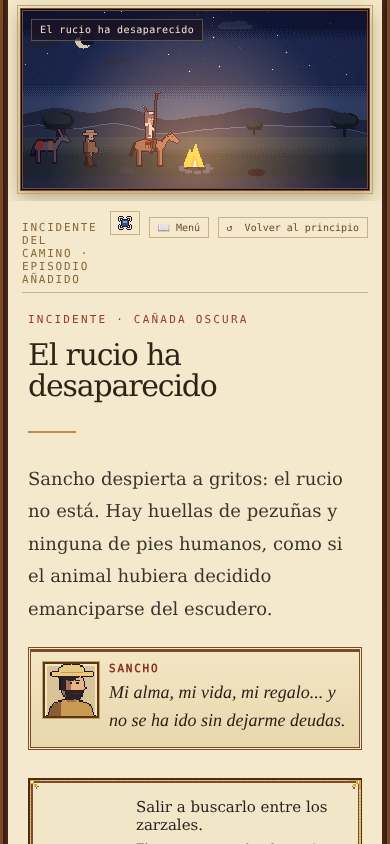 El rucio ha desaparecido
INCIDENTE
DEL
CAMINO ·
EPISODIO
AÑADIDO
Menú
↺ Volver al principio
INCIDENTE · CAÑADA OSCURA
El rucio ha
desaparecido
Sancho despierta a gritos: el rucio
no está. Hay huellas de pezuñas y
ninguna de pies humanos, como si
el animal hubiera decidido
emanciparse del escudero.
SANCHO
Mi alma, mi vida, mi regalo... y
no se ha ido sin dejarme deudas.
Salir a buscarlo entre los
zarzales.